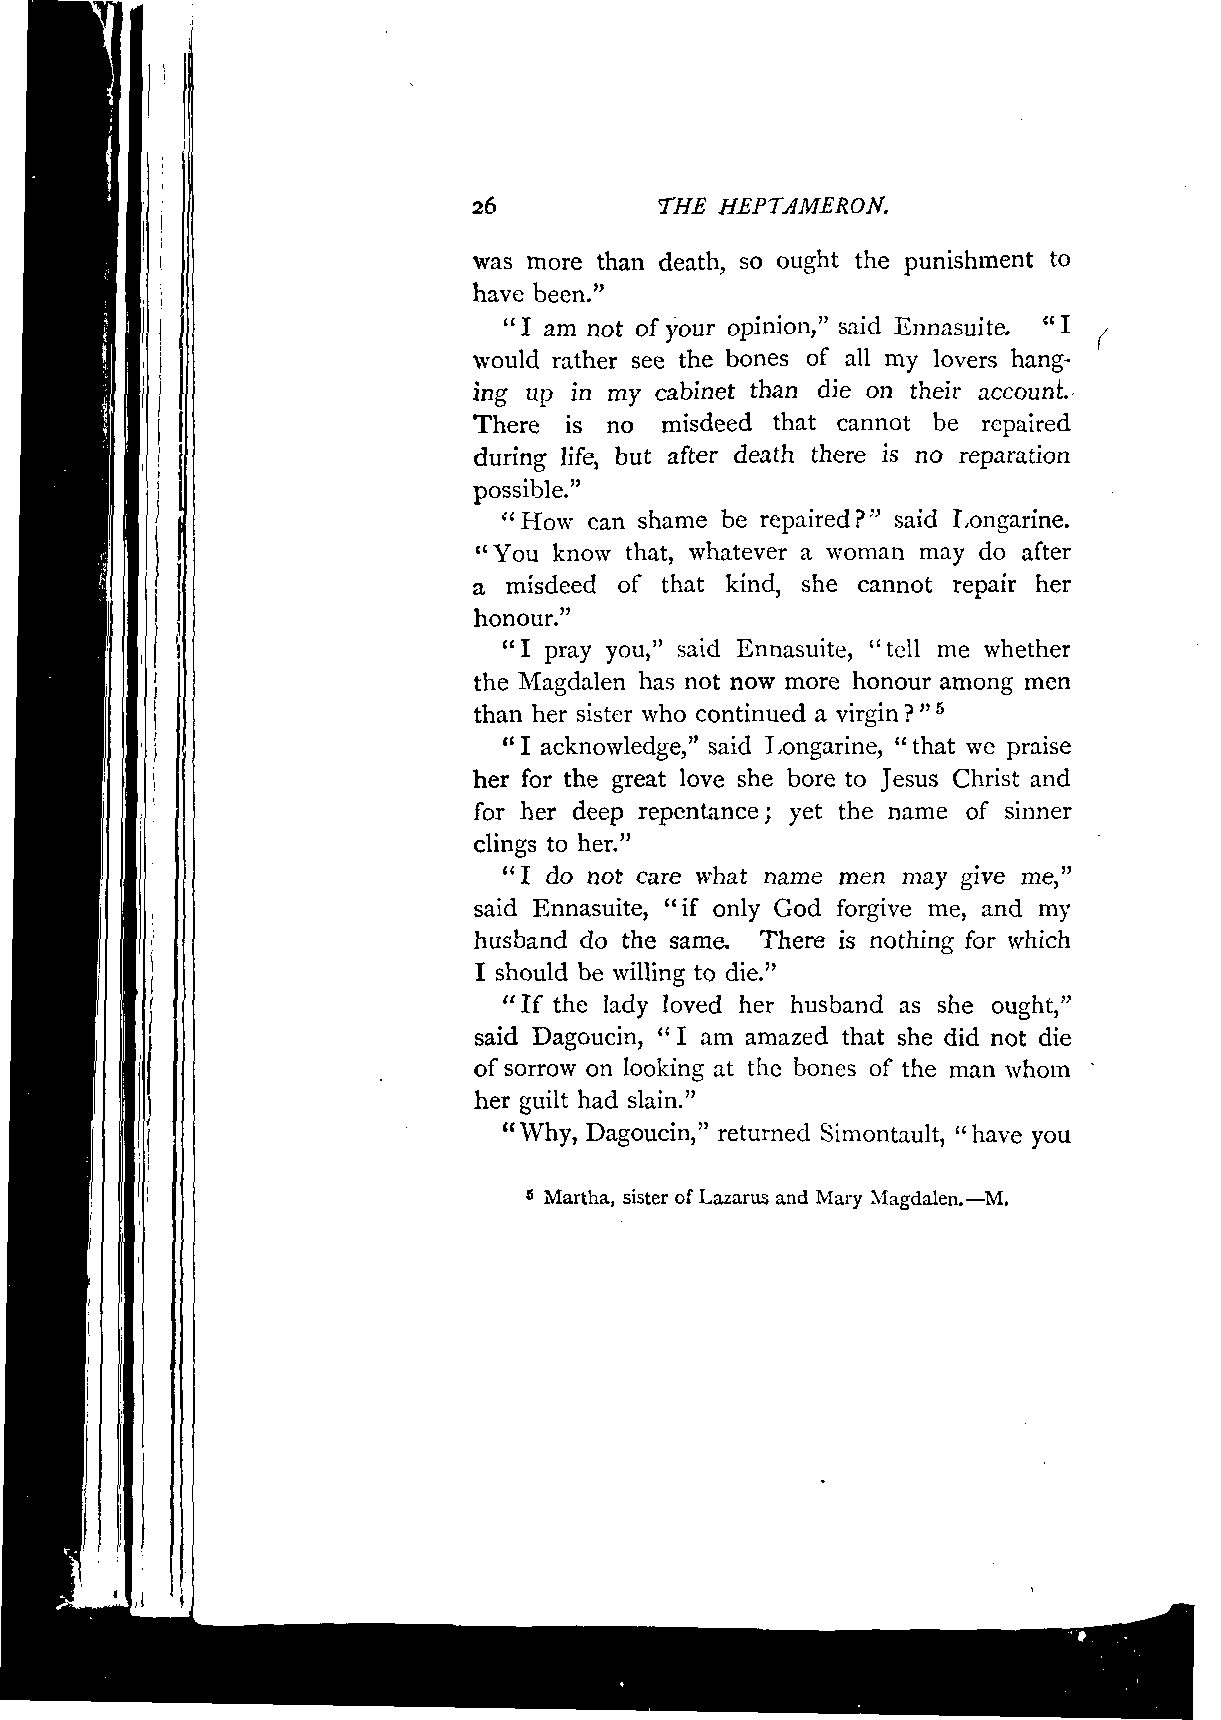 26 THE HEPTAMERON.
was more than death, so ought the punishment to
have been."
"I am not of your opinion," said Ennasuite. "I
would rather see the bones of all my lovers hang-
ing up in my cabinet than die on their account.
There is no misdeed that cannot be repaired
during life, but after death there is no reparation
possible."
"How can shame be repaired?" said Longarine.
"You know that, whatever a woman may do after
a misdeed of that kind, she cannot repair her
honour."
"I pray you," said Ennasuite, "tell me whether
the Magdalen has not now more honour among men
than her sister who continued a virgin?"⁵
"I acknowledge," said Longarine, "that we praise
her for the great love she bore to Jesus Christ and
for her deep repentance; yet the name of sinner
clings to her."
"I do not care what name men may give me,"
said Ennasuite, "if only God forgive me, and my
husband do the same. There is nothing for which
I should be willing to die."
"If the lady loved her husband as she ought,"
said Dagoucin, "I am amazed that she did not die
of sorrow on looking at the bones of the man whom
her guilt had slain."
"Why, Dagoucin," returned Simontault, "have you
⁵ Martha, sister of Lazarus and Mary Magdalen.—M.